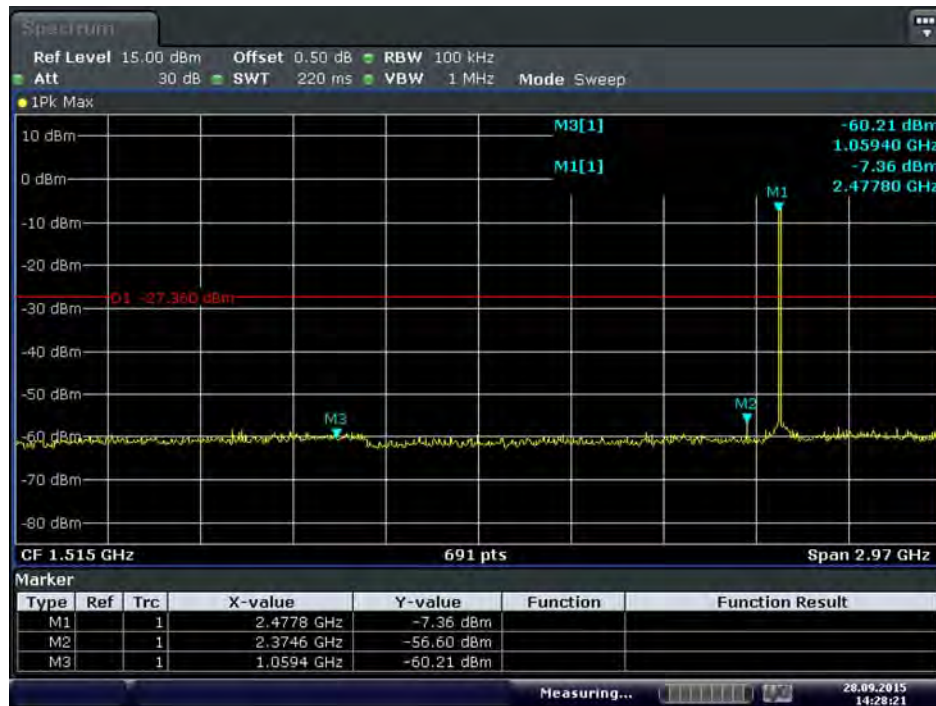 Spectrum
Ref Level 15.00 dBm Offset 0.50 dB RBW 100 kHz
Att 30 dB SWT 220 ms VBW 1 MHz Mode Sweep
1Pk Max
M3[1] -60.21 dBm
1.05940 GHz
M1[1] -7.36 dBm
2.47780 GHz
10 dBm
0 dBm
M1
-10 dBm
-20 dBm
D1 -27.360 dBm
-30 dBm
-40 dBm
-50 dBm
M2
M3
-60 dBm
-70 dBm
-80 dBm
CF 1.515 GHz 691 pts Span 2.97 GHz
Marker
Type Ref Trc X-value Y-value Function Function Result
M1 1 2.4778 GHz -7.36 dBm
M2 1 2.3746 GHz -56.60 dBm
M3 1 1.0594 GHz -60.21 dBm
Measuring... 28.09.2015
14:28:21